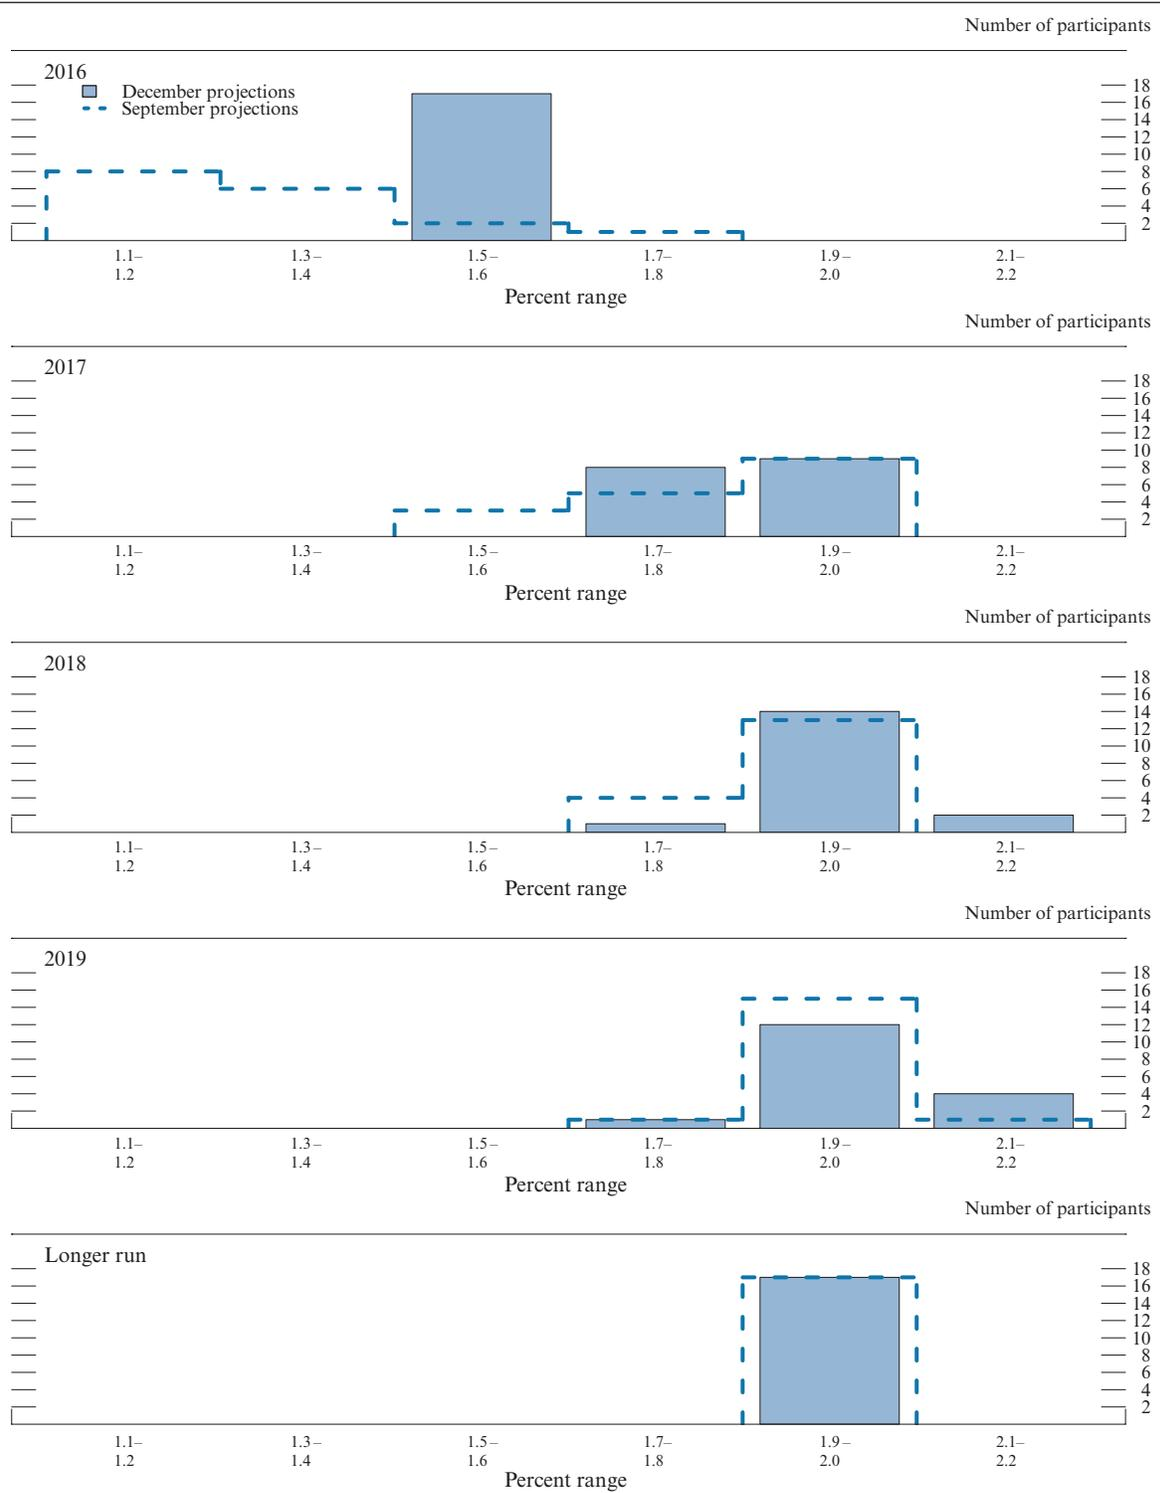 Number of participants
2016
December projections
September projections
18
16
14
12
10
8
6
4
2
1.1– 1.3– 1.5– 1.7– 1.9– 2.1–
1.2 1.4 1.6 1.8 2.0 2.2
Percent range
Number of participants
2017
18
16
14
12
10
8
6
4
2
1.1– 1.3– 1.5– 1.7– 1.9– 2.1–
1.2 1.4 1.6 1.8 2.0 2.2
Percent range
Number of participants
2018
18
16
14
12
10
8
6
4
2
1.1– 1.3– 1.5– 1.7– 1.9– 2.1–
1.2 1.4 1.6 1.8 2.0 2.2
Percent range
Number of participants
2019
18
16
14
12
10
8
6
4
2
1.1– 1.3– 1.5– 1.7– 1.9– 2.1–
1.2 1.4 1.6 1.8 2.0 2.2
Percent range
Number of participants
Longer run
18
16
14
12
10
8
6
4
2
1.1– 1.3– 1.5– 1.7– 1.9– 2.1–
1.2 1.4 1.6 1.8 2.0 2.2
Percent range